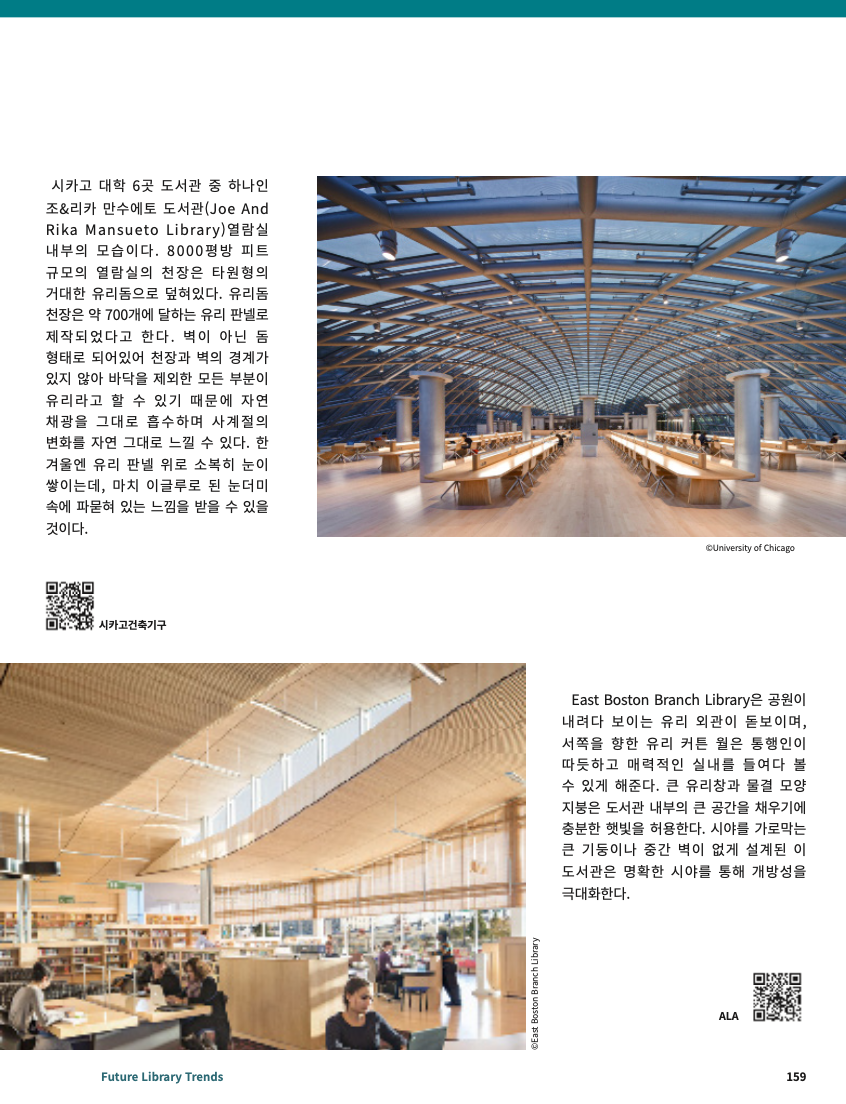 시카고 대학 6곳 도서관 중 하나인
조&리카 만수에토 도서관(Joe And
Rika Mansueto Library)열람실
내부의 모습이다. 8000평방 피트
규모의 열람실의 천장은 타원형의
거대한 유리돔으로 덮혀있다. 유리돔
천장은 약 700개에 달하는 유리 판넬로
제작되었다고 한다. 벽이 아닌 돔
형태로 되어있어 천장과 벽의 경계가
있지 않아 바닥을 제외한 모든 부분이
유리라고 할 수 있기 때문에 자연
채광을 그대로 흡수하며 사계절의
변화를 자연 그대로 느낄 수 있다. 한
겨울엔 유리 판넬 위로 소복히 눈이
쌓이는데, 마치 이글루로 된 눈더미
속에 파묻혀 있는 느낌을 받을 수 있을
것이다.
©University of Chicago
시카고건축기구
East Boston Branch Library은 공원이
내려다 보이는 유리 외관이 돋보이며,
서쪽을 향한 유리 커튼 월은 통행인이
따듯하고 매력적인 실내를 들여다 볼
수 있게 해준다. 큰 유리창과 물결 모양
지붕은 도서관 내부의 큰 공간을 채우기에
충분한 햇빛을 허용한다. 시야를 가로막는
큰 기둥이나 중간 벽이 없게 설계된 이
도서관은 명확한 시야를 통해 개방성을
극대화한다.
©East Boston Branch Library
ALA
Future Library Trends
159